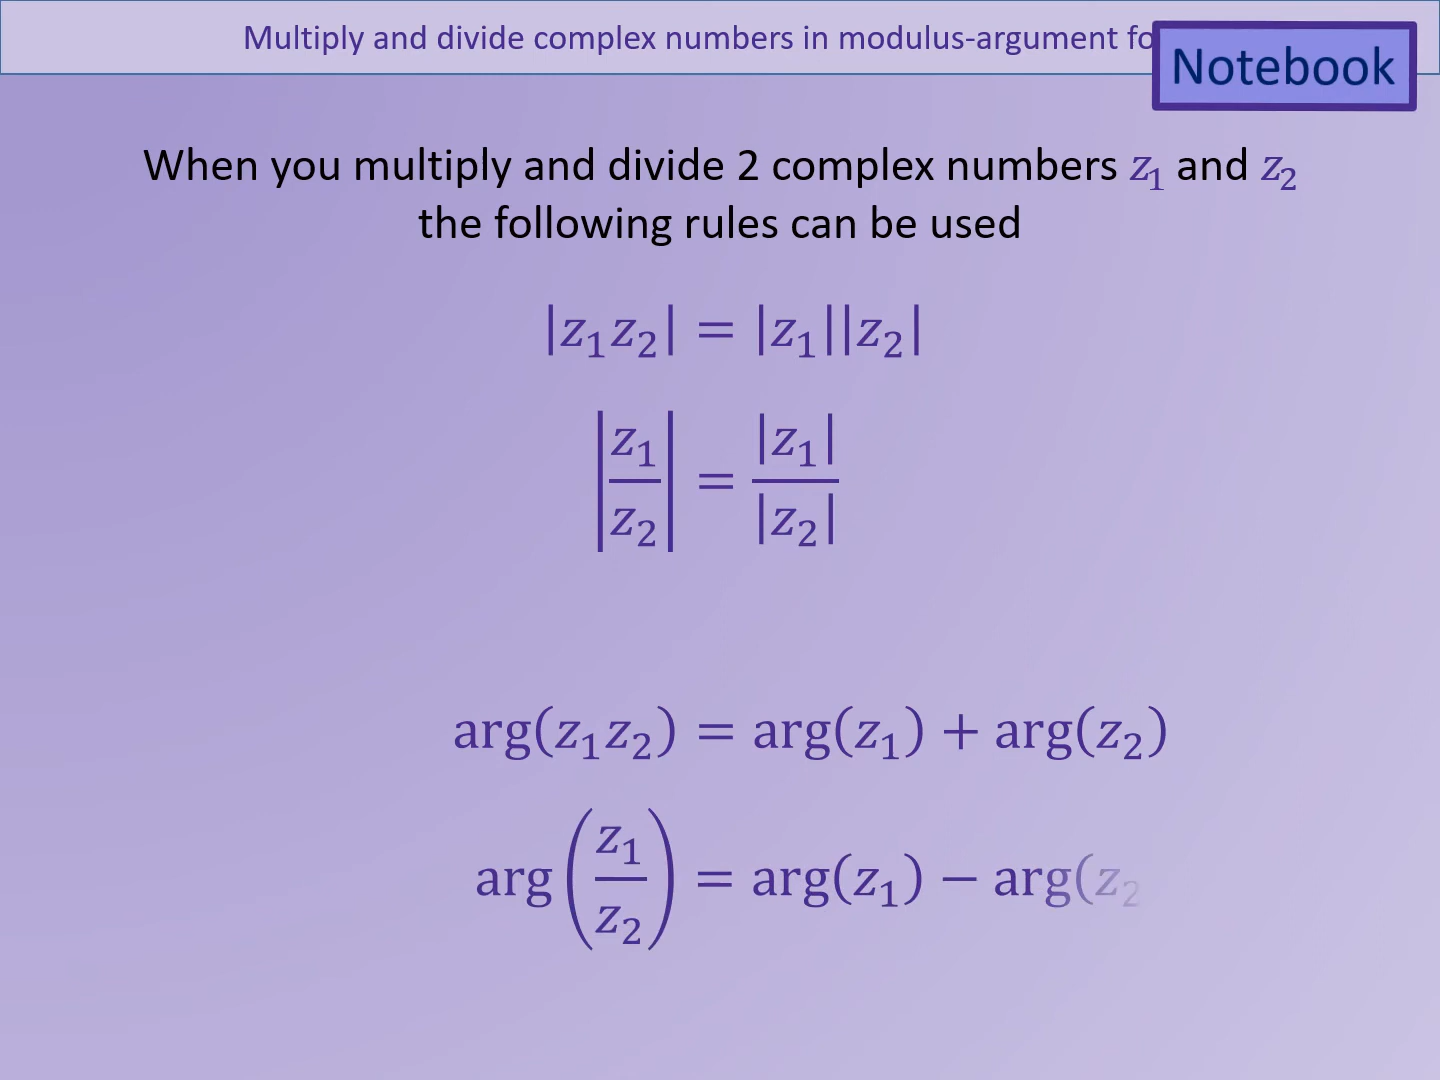 Multiply and divide complex numbers in modulus-argument fo
Notebook
When you multiply and divide 2 complex numbers z₁ and z₂
the following rules can be used
|z₁z₂| = |z₁||z₂|
|z₁/z₂| = |z₁|/|z₂|
arg(z₁z₂) = arg(z₁) + arg(z₂)
arg(z₁/z₂) = arg(z₁) − arg(z₂